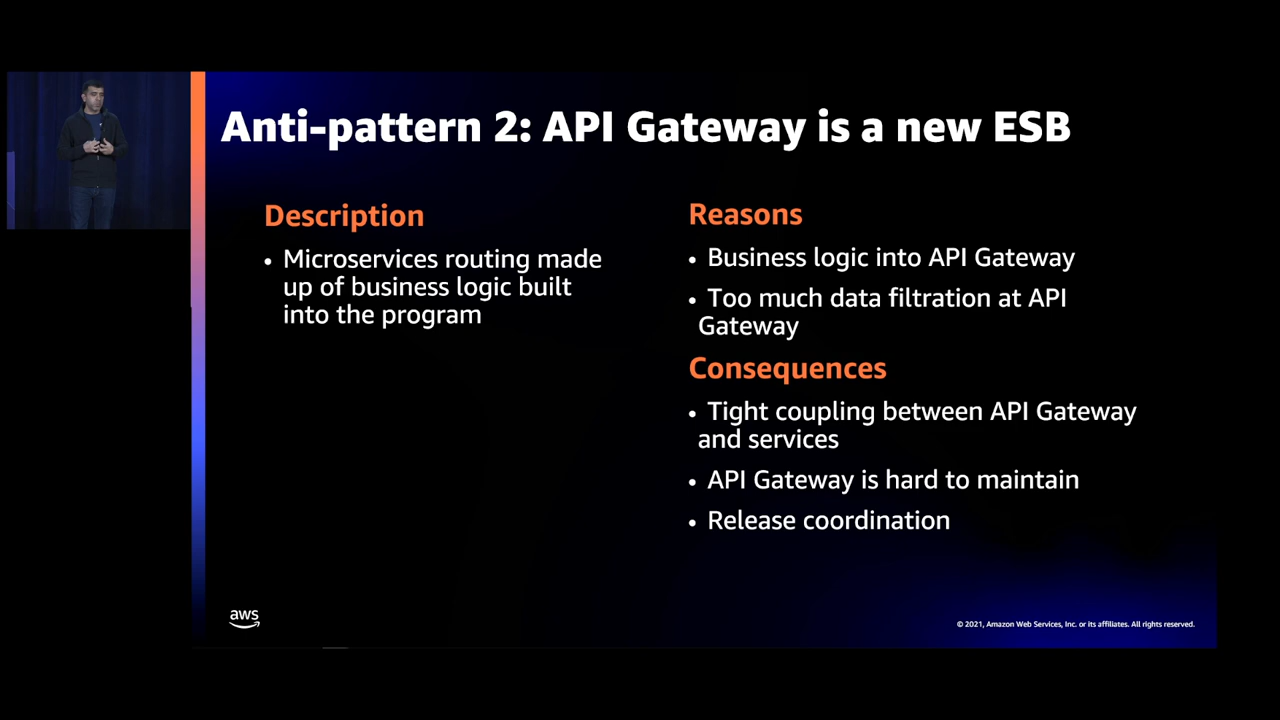 Anti-pattern 2: API Gateway is a new ESB
Description
• Microservices routing made
up of business logic built
into the program
Reasons
• Business logic into API Gateway
• Too much data filtration at API
Gateway
Consequences
• Tight coupling between API Gateway
and services
• API Gateway is hard to maintain
• Release coordination
aws
© 2021, Amazon Web Services, Inc. or its affiliates. All rights reserved.